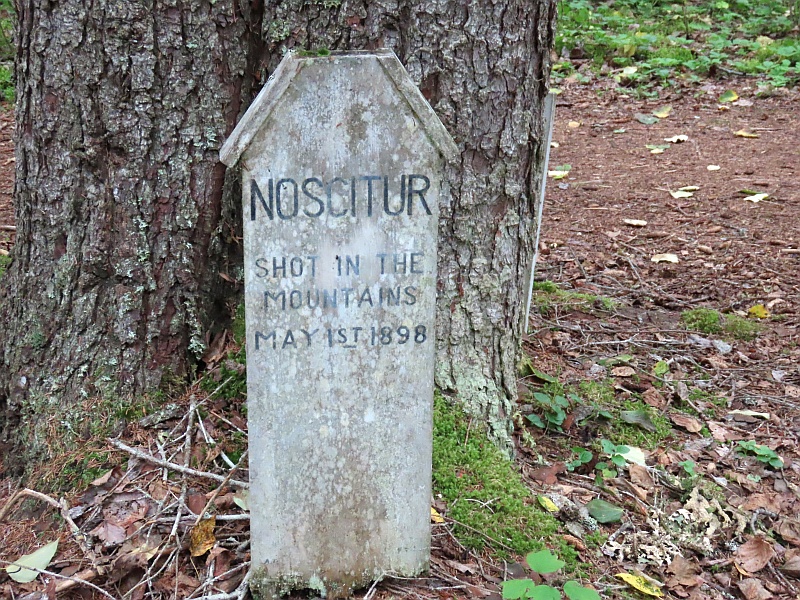 NOSCITUR
SHOT IN THE
MOUNTAINS
MAY 1ST 1898